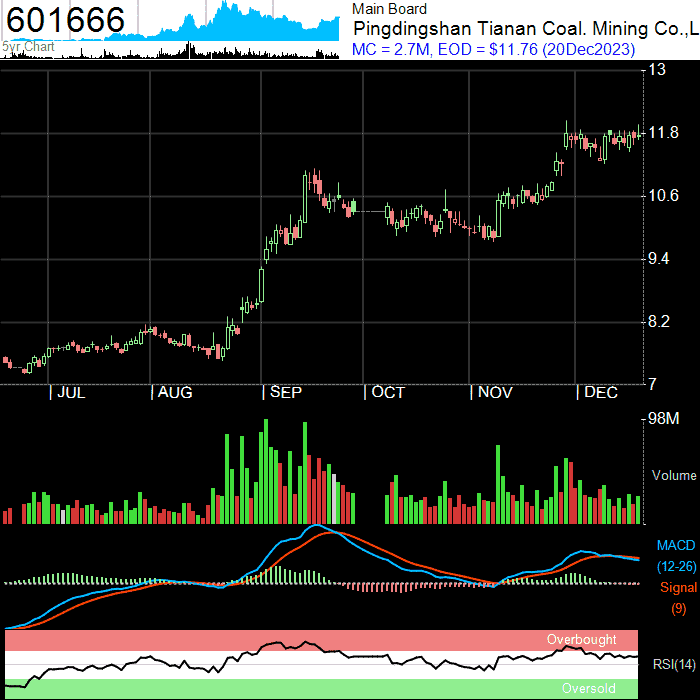 601666
5yr Chart
Main Board
Pingdingshan Tianan Coal. Mining Co.,L
MC = 2.7M, EOD = $11.76 (20Dec2023)
13
11.8
10.6
9.4
8.2
7
|JUL |AUG |SEP |OCT |NOV |DEC
98M
Volume
MACD
(12-26)
Signal
(9)
Overbought
RSI(14)
Oversold